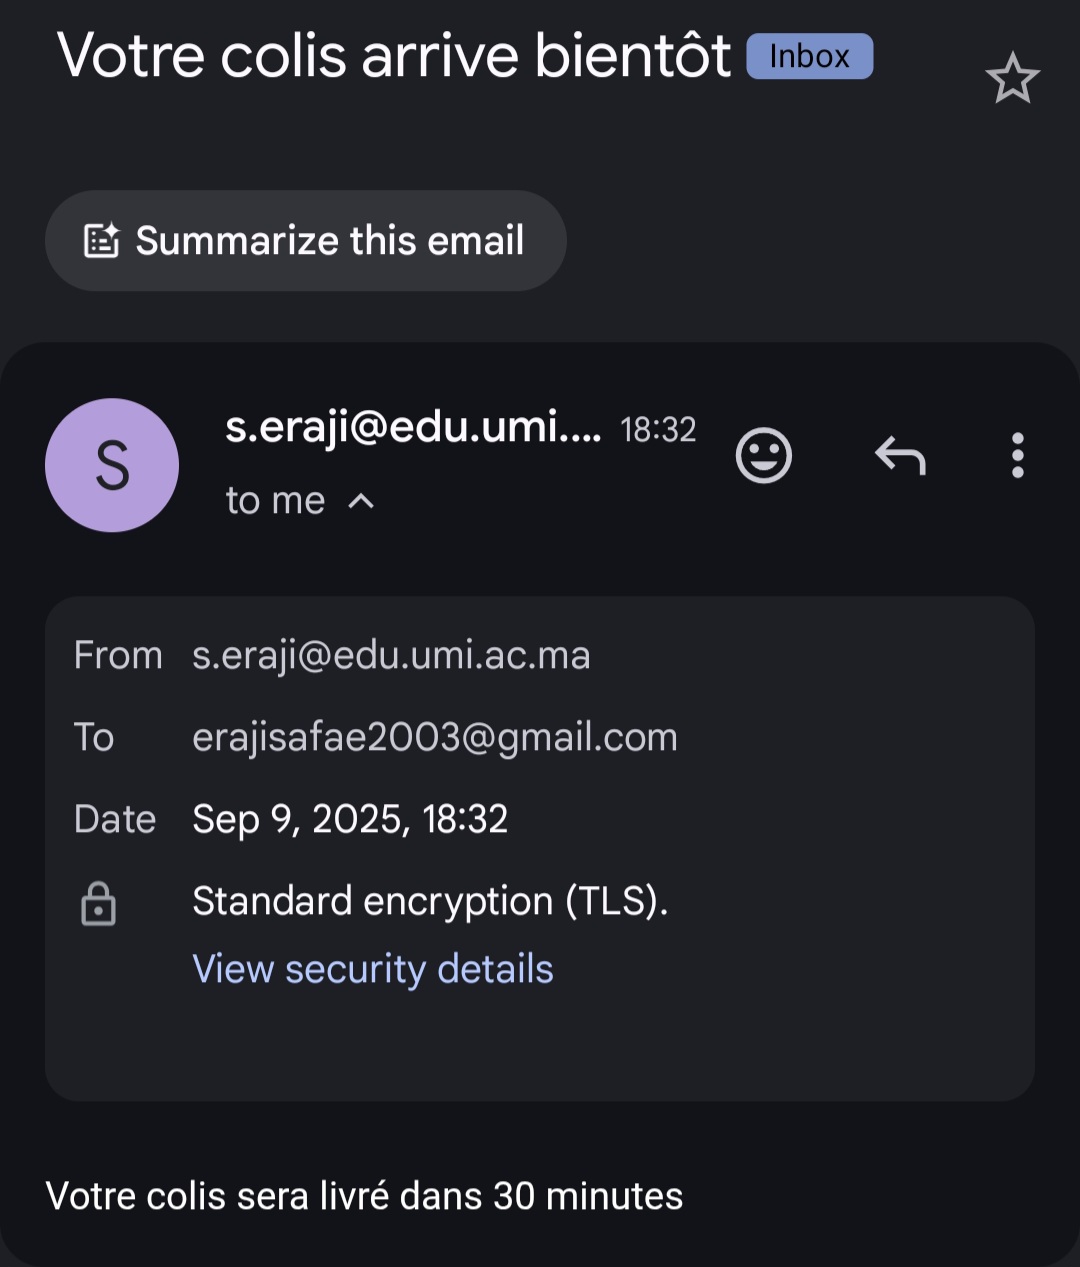 Votre colis arrive bientôt Inbox
Summarize this email
S
s.eraji@edu.umi.... 18:32
to me
From s.eraji@edu.umi.ac.ma
To erajisafae2003@gmail.com
Date Sep 9, 2025, 18:32
Standard encryption (TLS).
View security details
Votre colis sera livré dans 30 minutes